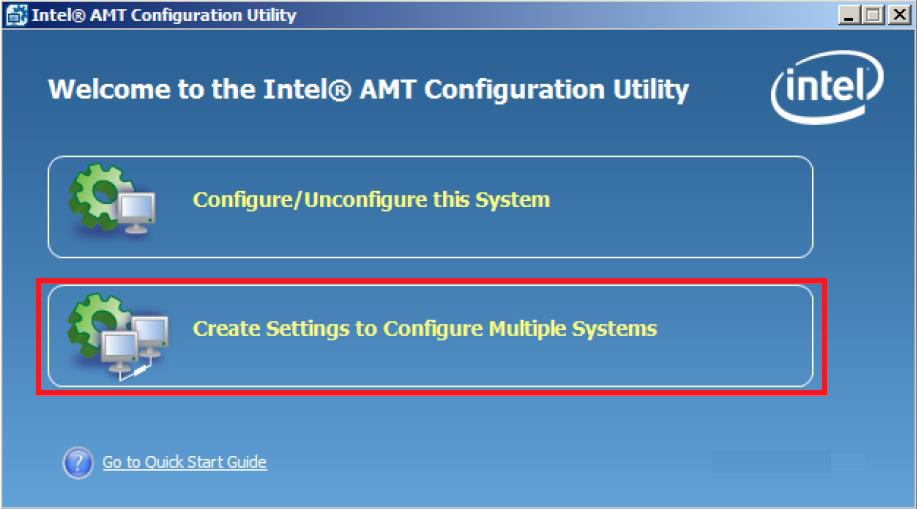 Intel® AMT Configuration Utility
Welcome to the Intel® AMT Configuration Utility
intel
Configure/Unconfigure this System
Create Settings to Configure Multiple Systems
?
Go to Quick Start Guide